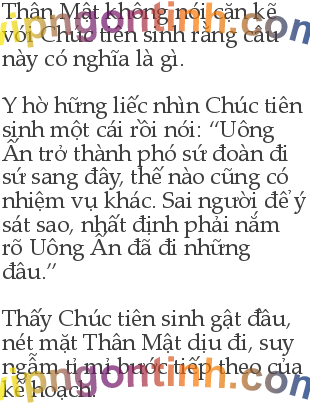 Thân Mật không nói cặn kẽ
với Chúc tiên sinh rằng câu
này có nghĩa là gì.
Y hờ hững liếc nhìn Chúc tiên
sinh một cái rồi nói: “Uông
Ấn trở thành phó sứ đoàn đi
sứ sang đây, thế nào cũng có
nhiệm vụ khác. Sai người để ý
sát sao, nhất định phải nắm
rõ Uông Ấn đã đi những
đâu.”
Thấy Chúc tiên sinh gật đầu,
nét mặt Thân Mật dịu đi, suy
ngẫm tỉ mỉ bước tiếp theo của
kế hoạch.
vipngontinh.com
vipngontinh.com